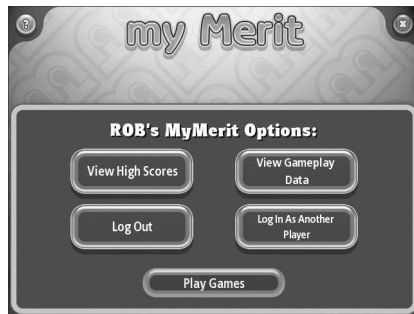 ?
my Merit
x
ROB's MyMerit Options:
View High Scores
View Gameplay
Data
Log Out
Log In As Another
Player
Play Games